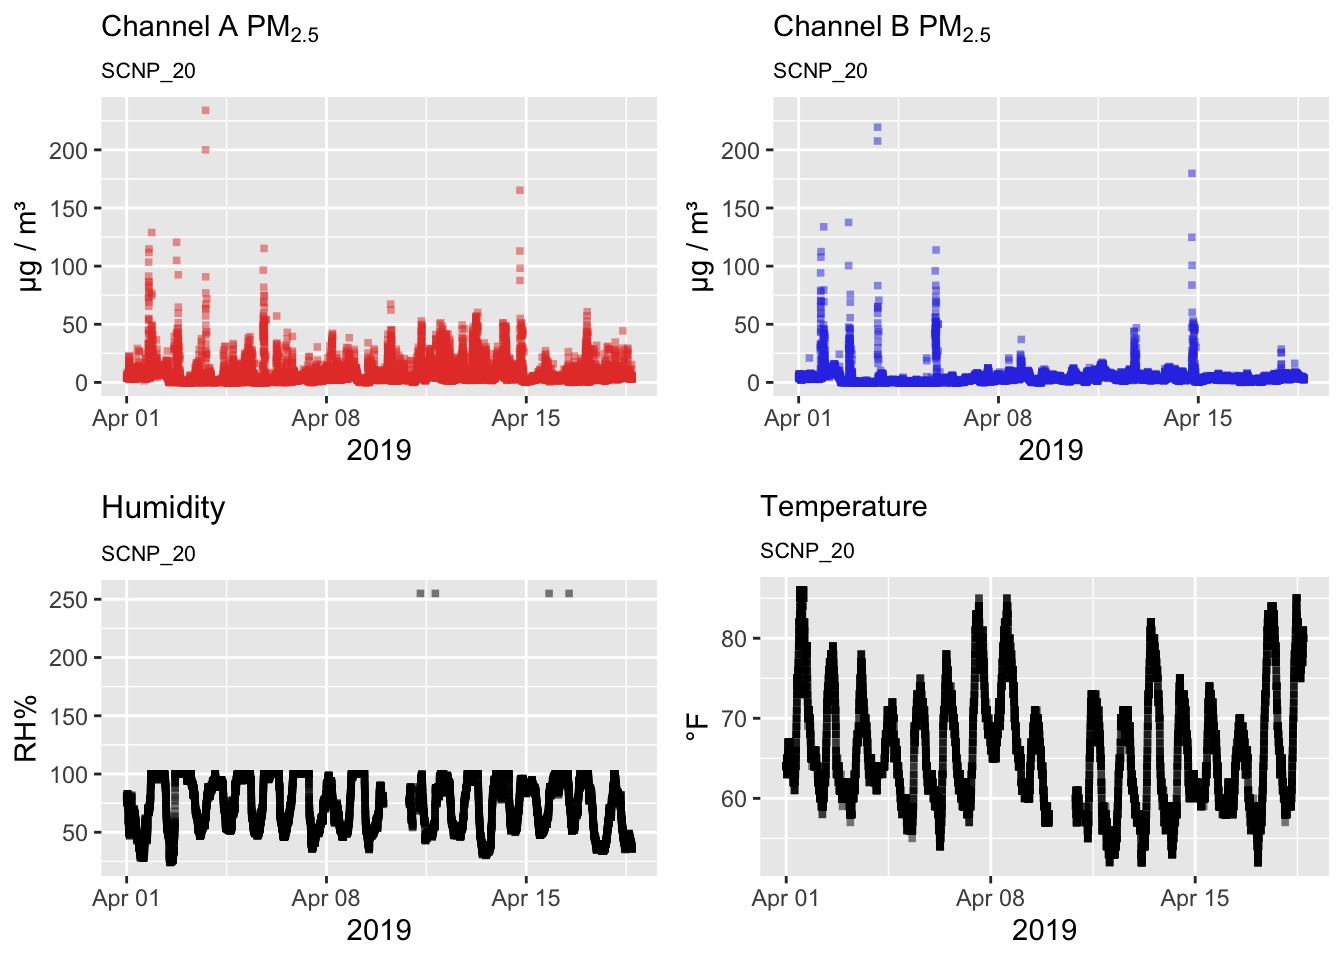 Channel A PM2.5
SCNP_20
200
150
100
50
0
µg / m³
Apr 01
Apr 08
Apr 15
2019
Channel B PM2.5
SCNP_20
200
150
100
50
0
µg / m³
Apr 01
Apr 08
Apr 15
2019
Humidity
SCNP_20
250
200
150
100
50
RH%
Apr 01
Apr 08
Apr 15
2019
Temperature
SCNP_20
80
70
60
°F
Apr 01
Apr 08
Apr 15
2019